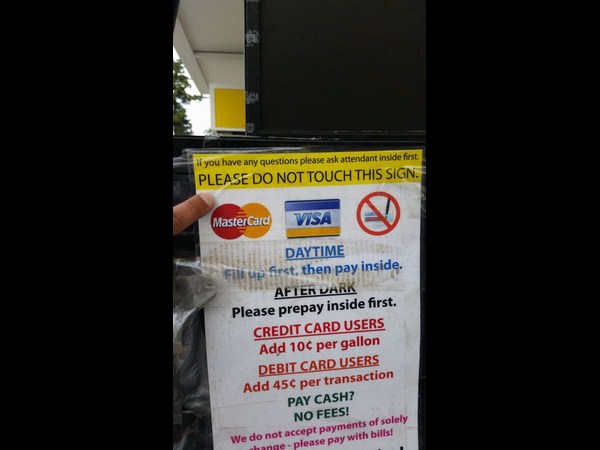 If you have any questions please ask attendant inside first.
PLEASE DO NOT TOUCH THIS SIGN.
MasterCard VISA
DAYTIME
Fill up first, then pay inside.
AFTER DARK
Please prepay inside first.
CREDIT CARD USERS
Add 10¢ per gallon
DEBIT CARD USERS
Add 45¢ per transaction
PAY CASH?
NO FEES!
We do not accept payments of solely
change - please pay with bills!